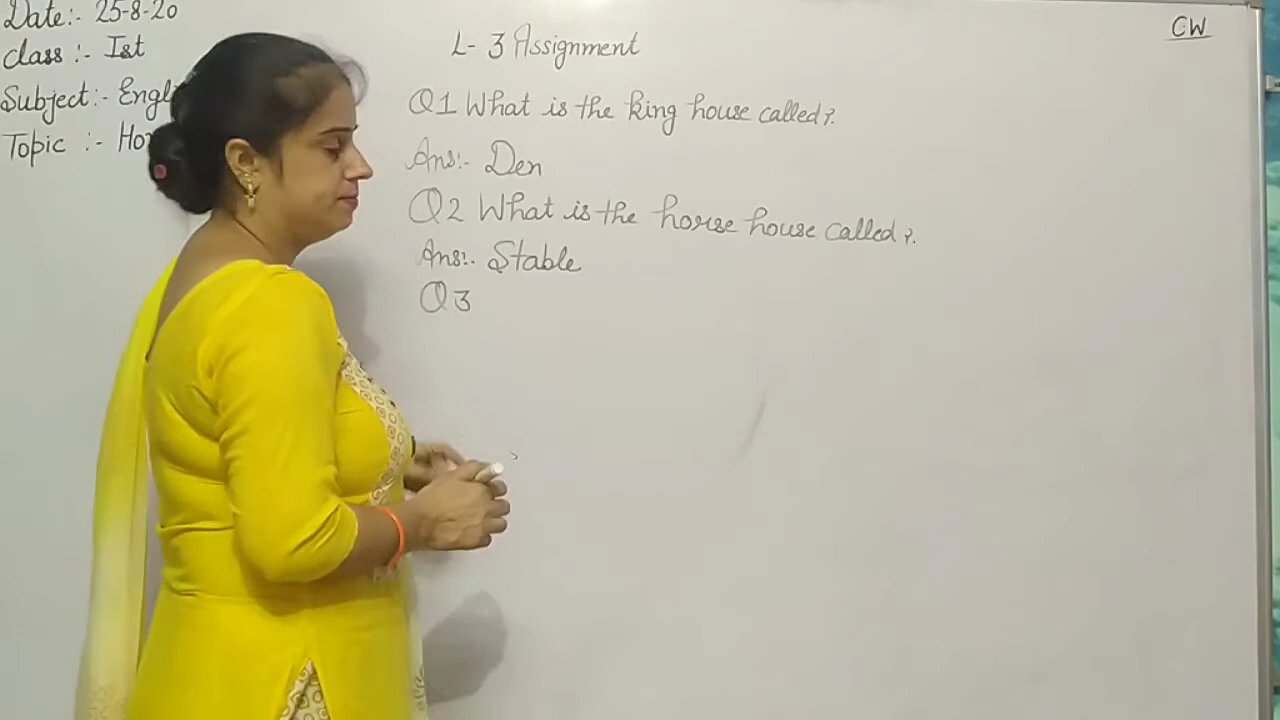 Date:- 25-8-20
Class :- Ist
Subject:- Engl
Topic :- Ho
CW
L- 3 Assignment
Q1 What is the king house called?.
Ans:- Den
Q2 What is the horse house called?.
Ans:- Stable
Q3